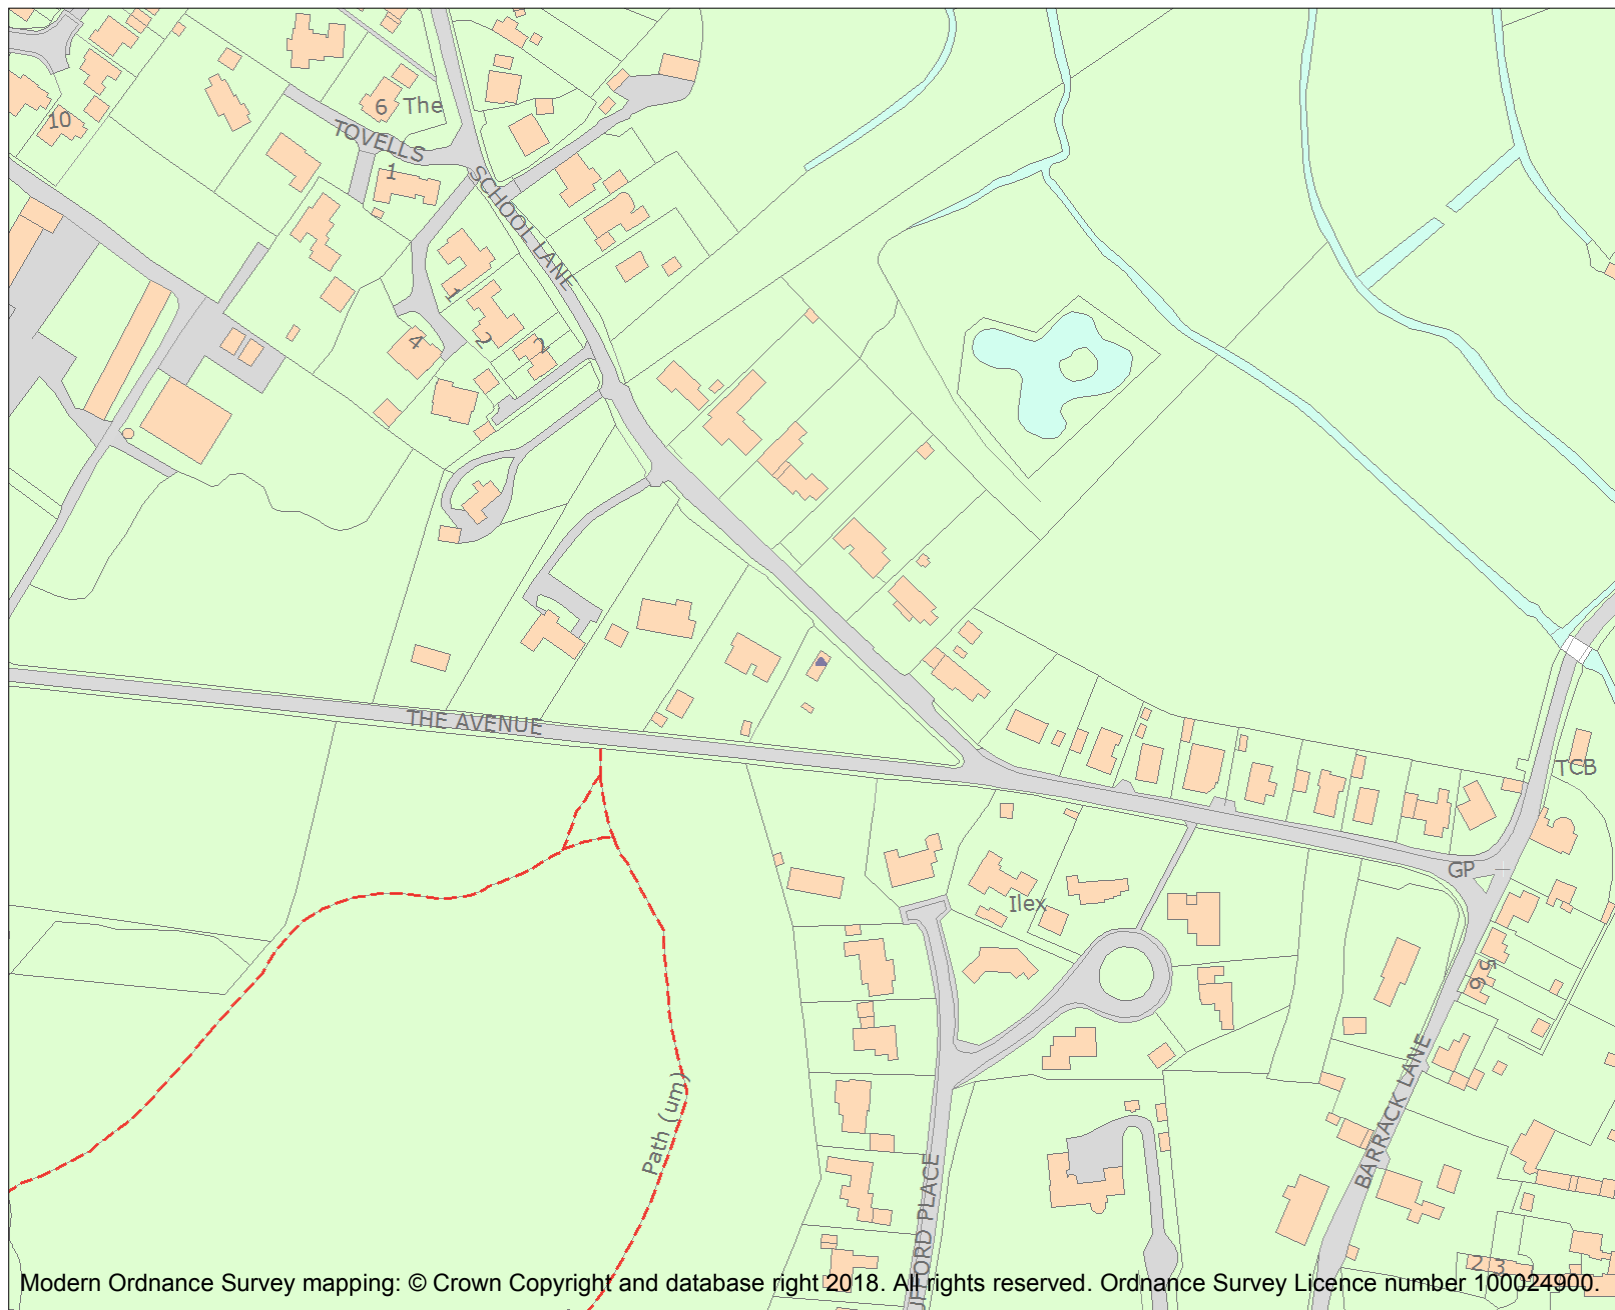 The
6
10
TOVELLS
1
SCHOOL LANE
1
2
2
4
THE AVENUE
TCB
GP
Ilex
5
6
BARRACK LANE
Path (um)
UFFORD PLACE
2 3
Modern Ordnance Survey mapping: © Crown Copyright and database right 2018. All rights reserved. Ordnance Survey Licence number 100024900.